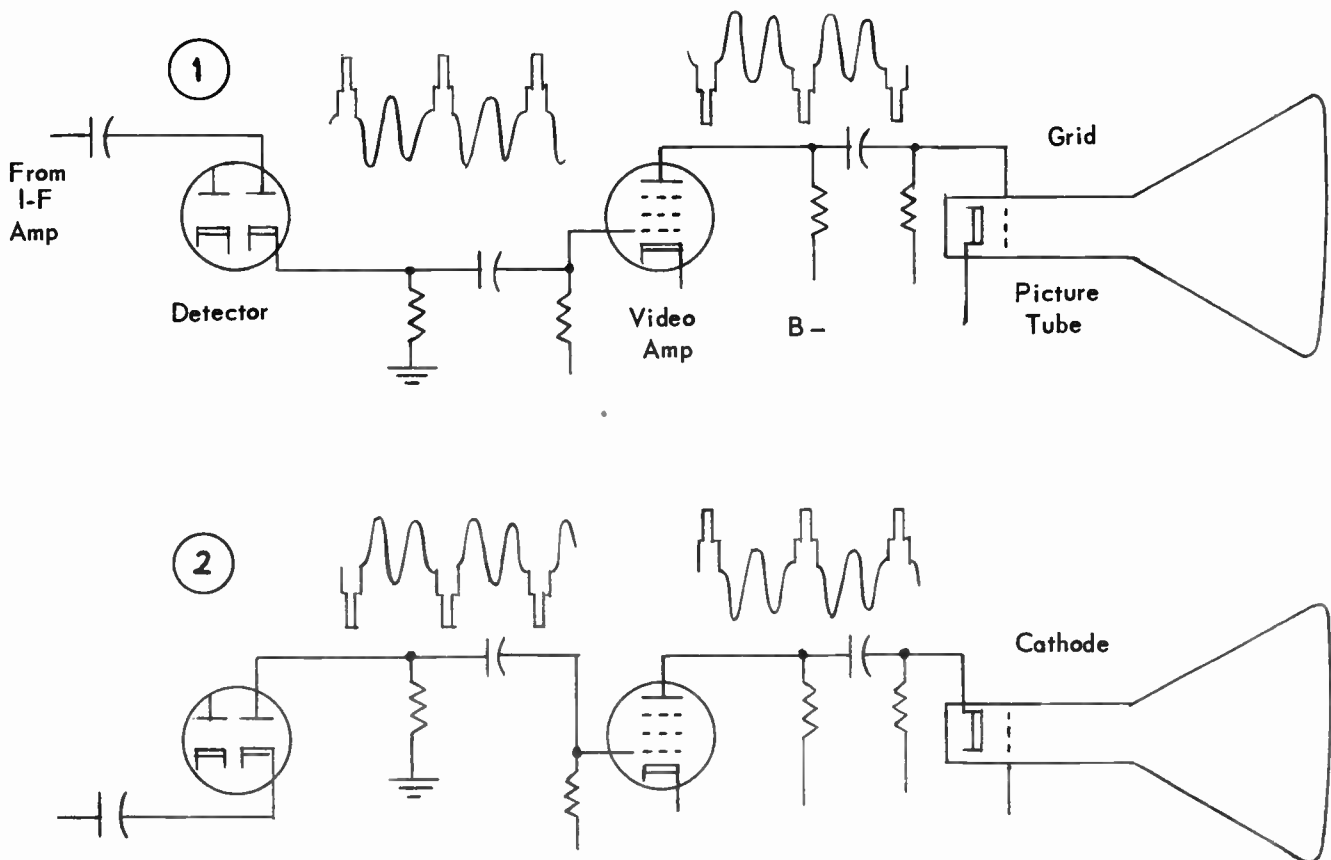 1
From
I-F
Amp
Detector
Video
Amp
B -
Grid
Picture
Tube
2
Cathode